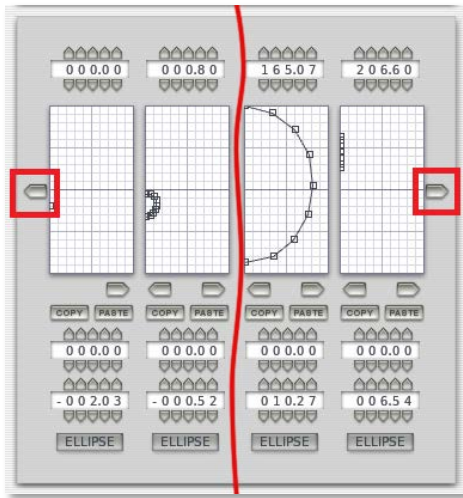 000.00 000.80 165.07 206.60
COPY PASTE COPY PASTE COPY PASTE COPY PASTE
000.00 000.00 000.00 000.00
-002.03 -000.52 010.27 006.54
ELLIPSE ELLIPSE ELLIPSE ELLIPSE